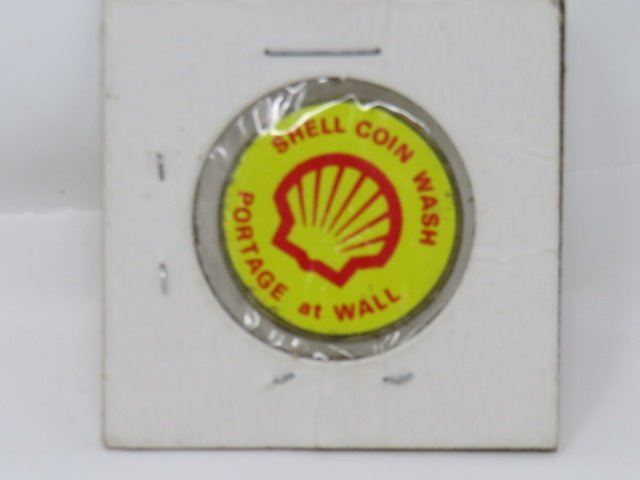 SHELL COIN WASH
PORTAGE at WALL